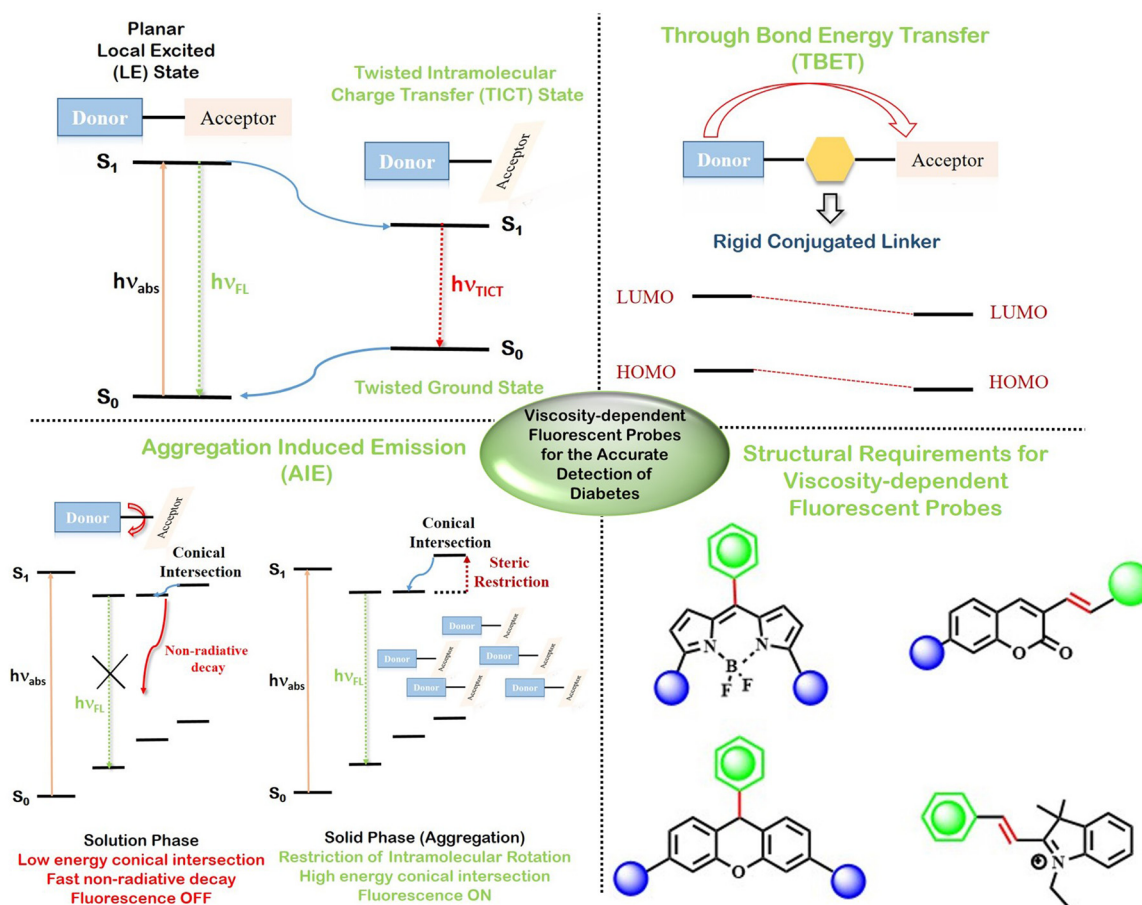 Planar
Local Excited
(LE) State
Donor
Acceptor
Twisted Intramolecular
Charge Transfer (TICT) State
Donor
Acceptor
S1
S1
hνabs
hνFL
hνTICT
S0
S0
Twisted Ground State
Through Bond Energy Transfer
(TBET)
Donor
Acceptor
Rigid Conjugated Linker
LUMO
LUMO
HOMO
HOMO
Viscosity-dependent
Fluorescent Probes
for the Accurate
Detection of
Diabetes
Aggregation Induced Emission
(AIE)
Donor
Acceptor
Conical
Intersection
S1
Non-radiative
decay
hνabs
hνFL
S0
Solution Phase
Low energy conical intersection
Fast non-radiative decay
Fluorescence OFF
Conical
Intersection
Steric
Restriction
S1
Donor
Acceptor
Donor
Acceptor
Donor
Acceptor
Donor
Acceptor
Donor
Acceptor
hνabs
hνFL
S0
Solid Phase (Aggregation)
Restriction of Intramolecular Rotation
High energy conical intersection
Fluorescence ON
Structural Requirements for
Viscosity-dependent
Fluorescent Probes
N
N
B
F
F
O
O
O
N